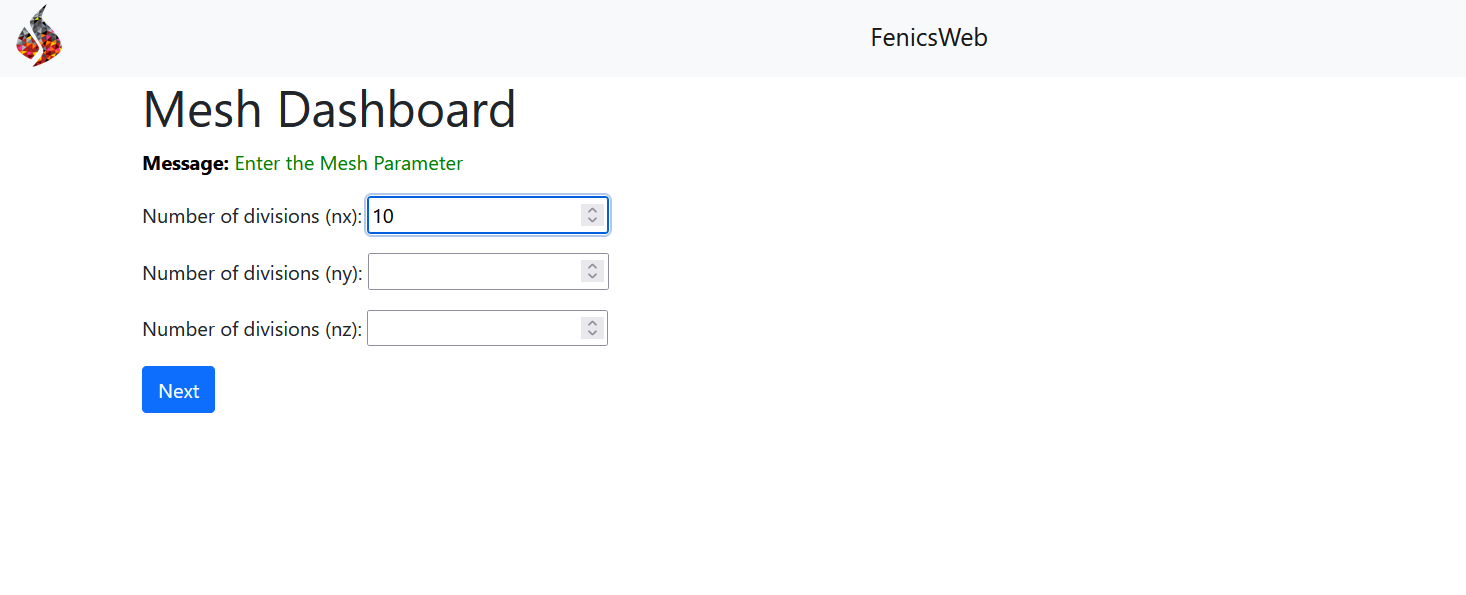 FenicsWeb
Mesh Dashboard
Message: Enter the Mesh Parameter
Number of divisions (nx): 10
Number of divisions (ny):
Number of divisions (nz):
Next